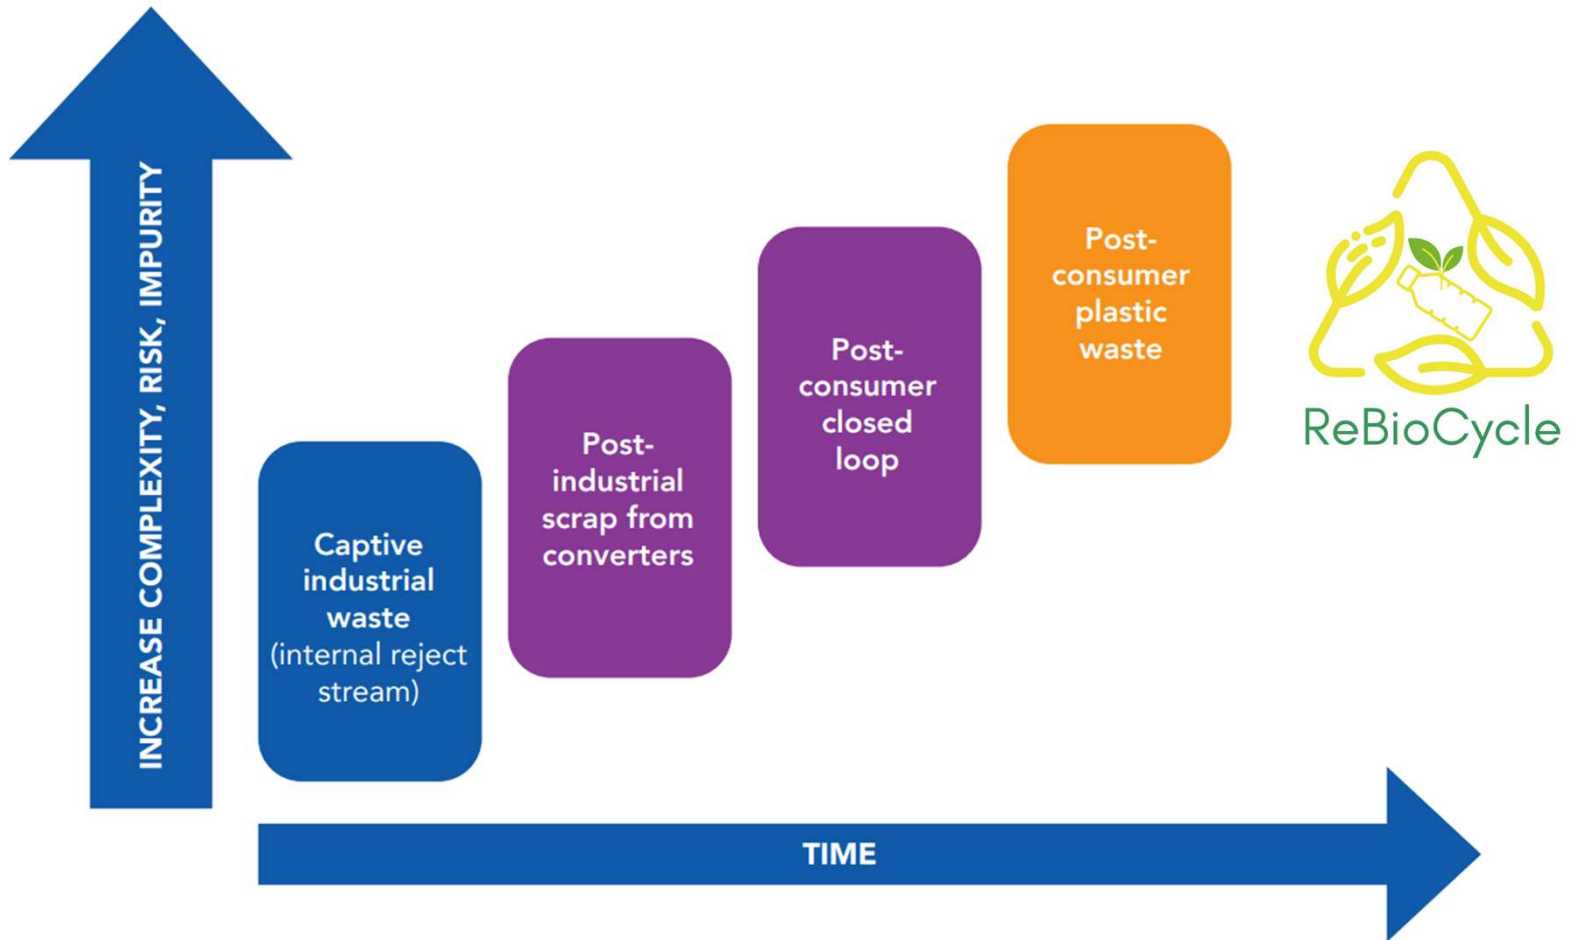 INCREASE COMPLEXITY, RISK, IMPURITY
Captive
industrial
waste
(internal reject
stream)
Post-
industrial
scrap from
converters
Post-
consumer
closed
loop
Post-
consumer
plastic
waste
ReBioCycle
TIME